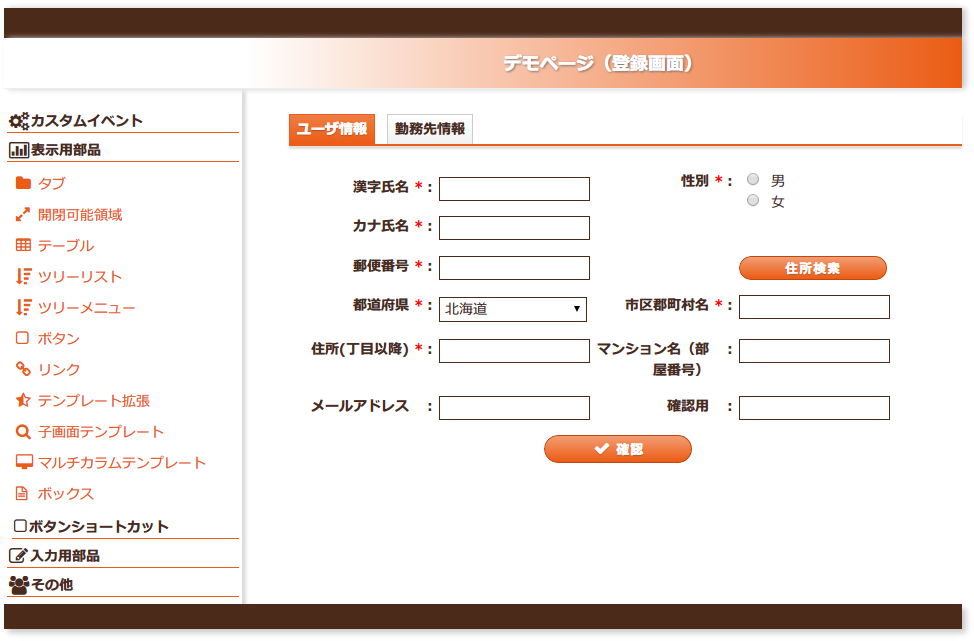 デモページ（登録画面）
カスタムイベント
表示用部品
タブ
開閉可能領域
テーブル
ツリーリスト
ツリーメニュー
ボタン
リンク
テンプレート拡張
子画面テンプレート
マルチカラムテンプレート
ボックス
ボタンショートカット
入力用部品
その他
ユーザ情報 勤務先情報
漢字氏名 *： 性別 *： 男
女
カナ氏名 *：
郵便番号 *： 住所検索
都道府県 *： 北海道 市区郡町村名 *：
住所(丁目以降) *： マンション名（部
屋番号） ：
メールアドレス ： 確認用 ：
確認